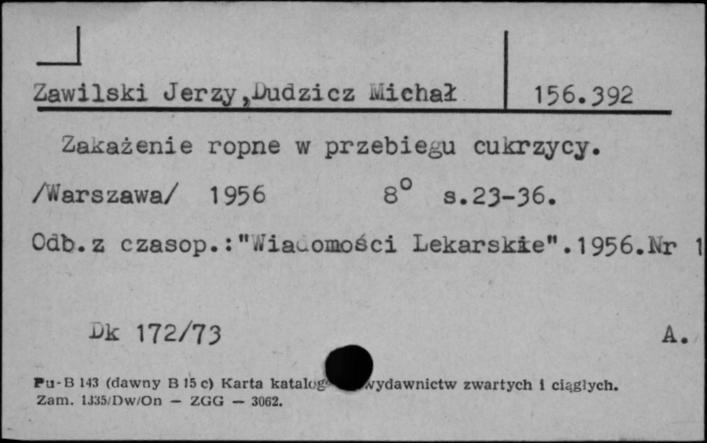 Zawilski Jerzy,Dudzicz Michał 156.392
Zakażenie ropne w przebiegu cukrzycy.
/Warszawa/ 1956 8° s.23-36.
Odb.z czasop.:"Wiadomości Lekarskie".1956.Nr 1
Dk 172/73 A.
Pu-B 143 (dawny B 15 c) Karta katalog wydawnictw zwartych i ciągłych.
Zam. 1335/Dw/On — ZGG — 3062.